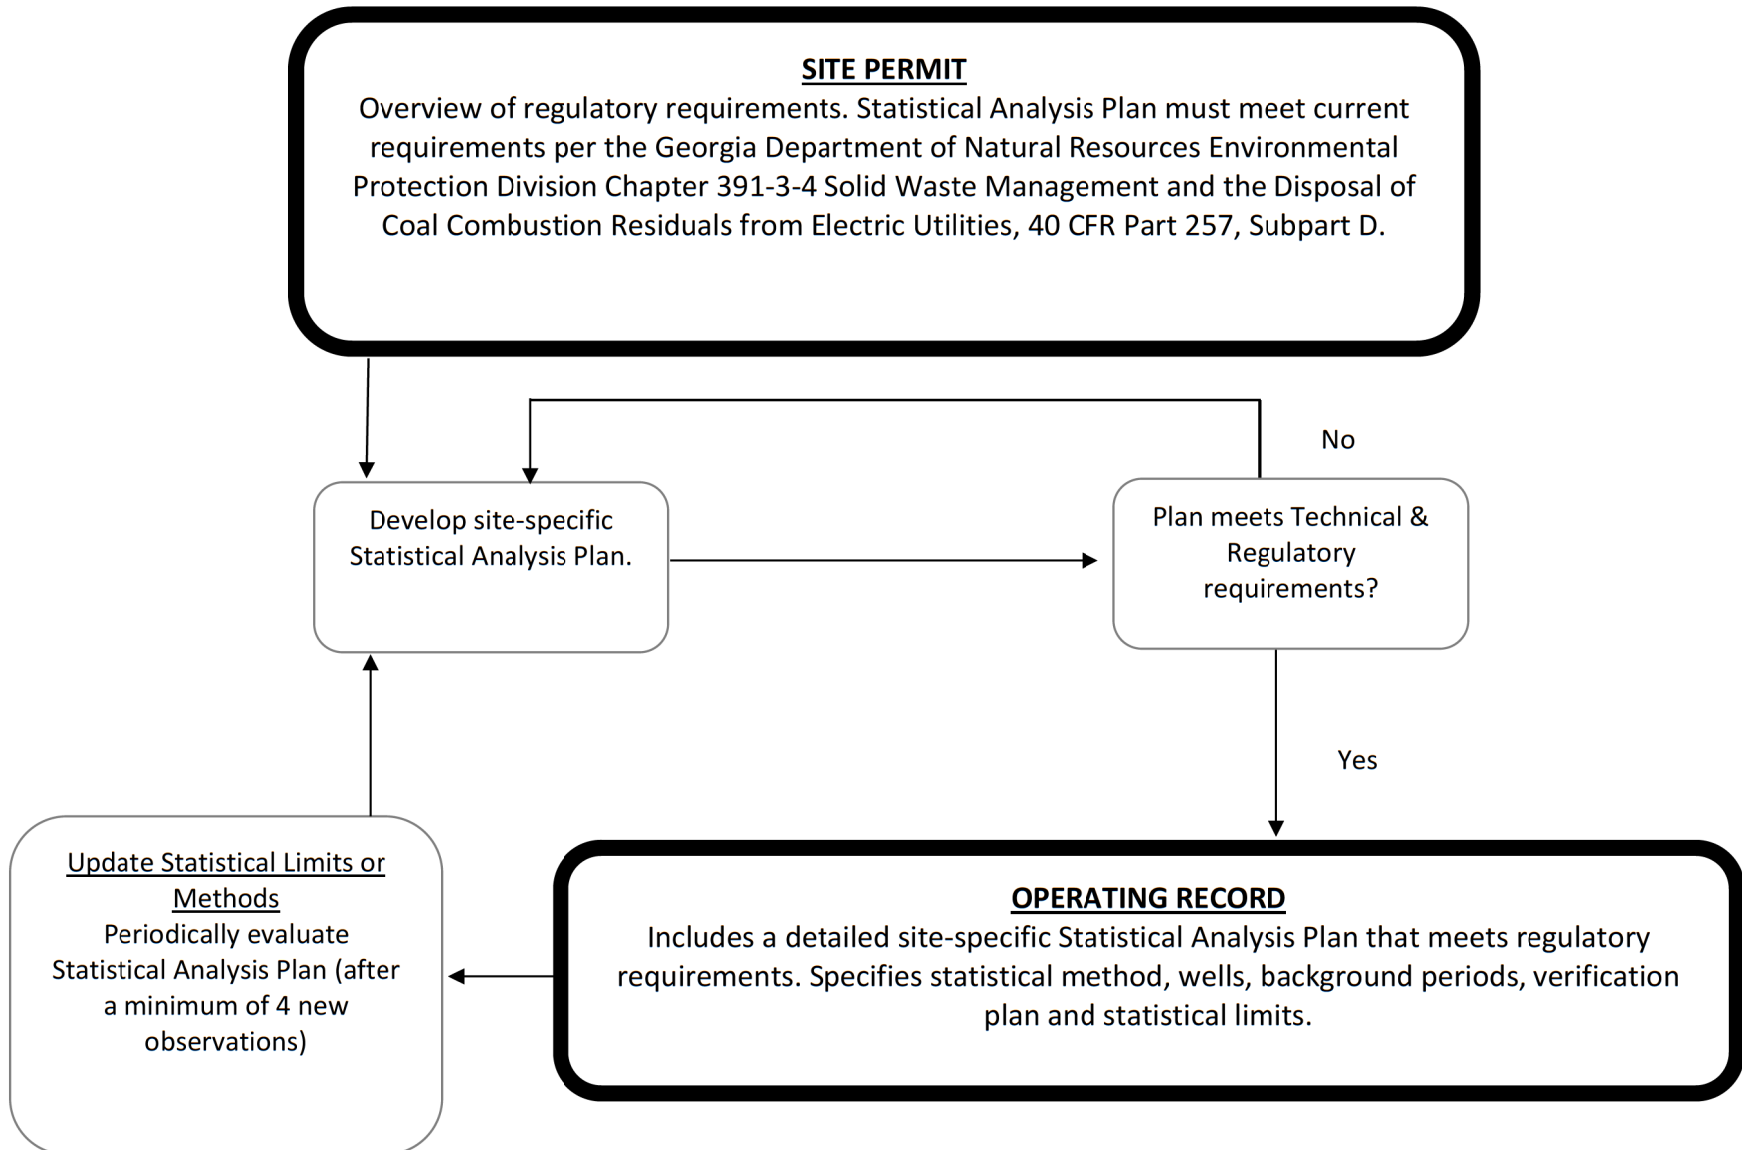 SITE PERMIT
Overview of regulatory requirements. Statistical Analysis Plan must meet current
requirements per the Georgia Department of Natural Resources Environmental
Protection Division Chapter 391-3-4 Solid Waste Management and the Disposal of
Coal Combustion Residuals from Electric Utilities, 40 CFR Part 257, Subpart D.
No
Develop site-specific
Statistical Analysis Plan.
Plan meets Technical &
Regulatory
requirements?
Yes
Update Statistical Limits or
Methods
Periodically evaluate
Statistical Analysis Plan (after
a minimum of 4 new
observations)
OPERATING RECORD
Includes a detailed site-specific Statistical Analysis Plan that meets regulatory
requirements. Specifies statistical method, wells, background periods, verification
plan and statistical limits.